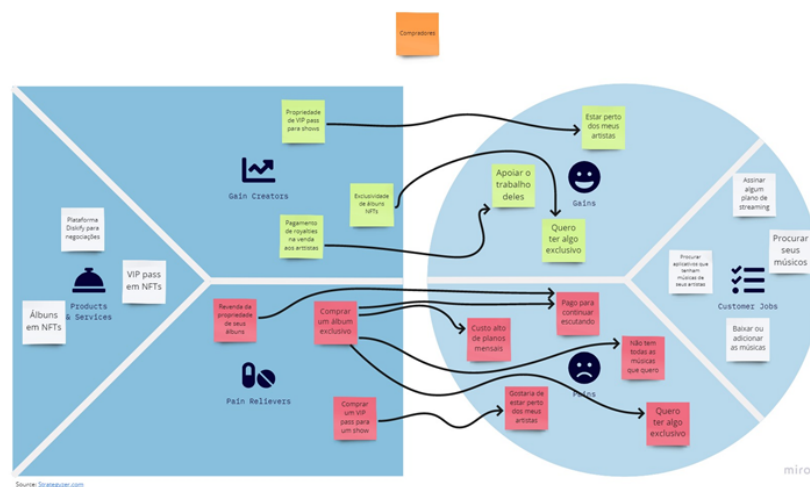 Compradores
Propriedade
de VIP pass
para shows
Gain Creators
Exclusividade
de álbuns
NFTs
Pagamento de
royalties na
venda aos
artistas
Plataforma
Diskify para
negociações
VIP pass
em NFTs
Products
& Services
Álbuns
em NFTs
Revenda da
propriedade
de seus
álbuns
Comprar
um álbum
exclusivo
Pain Relievers
Comprar
um VIP
pass para
um show
Estar perto
dos meus
artistas
Apoiar o
trabalho
deles
Gains
Quero
ter algo
exclusivo
Assinar
algum
plano de
streaming
Procurar
seus
músicos
Procurar
aplicativos que
tenham
músicas de
seus artistas
Customer Jobs
Baixar ou
adicionar
as músicas
Pago para
continuar
escutando
Custo alto
de planos
mensais
Não tem
todas as
músicas
que quero
Pains
Gostaria de
estar perto
dos meus
artistas
Quero
ter algo
exclusivo
miro
Source: Strategyzer.com